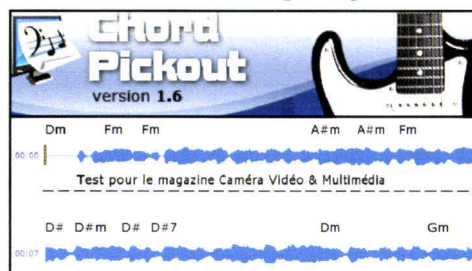 Chord
Pickout
version 1.6
Dm Fm Fm A#m A#m Fm
00:00
Test pour le magazine Caméra Vidéo & Multimédia
D# D#m D# D#7 Dm Gm
00:07